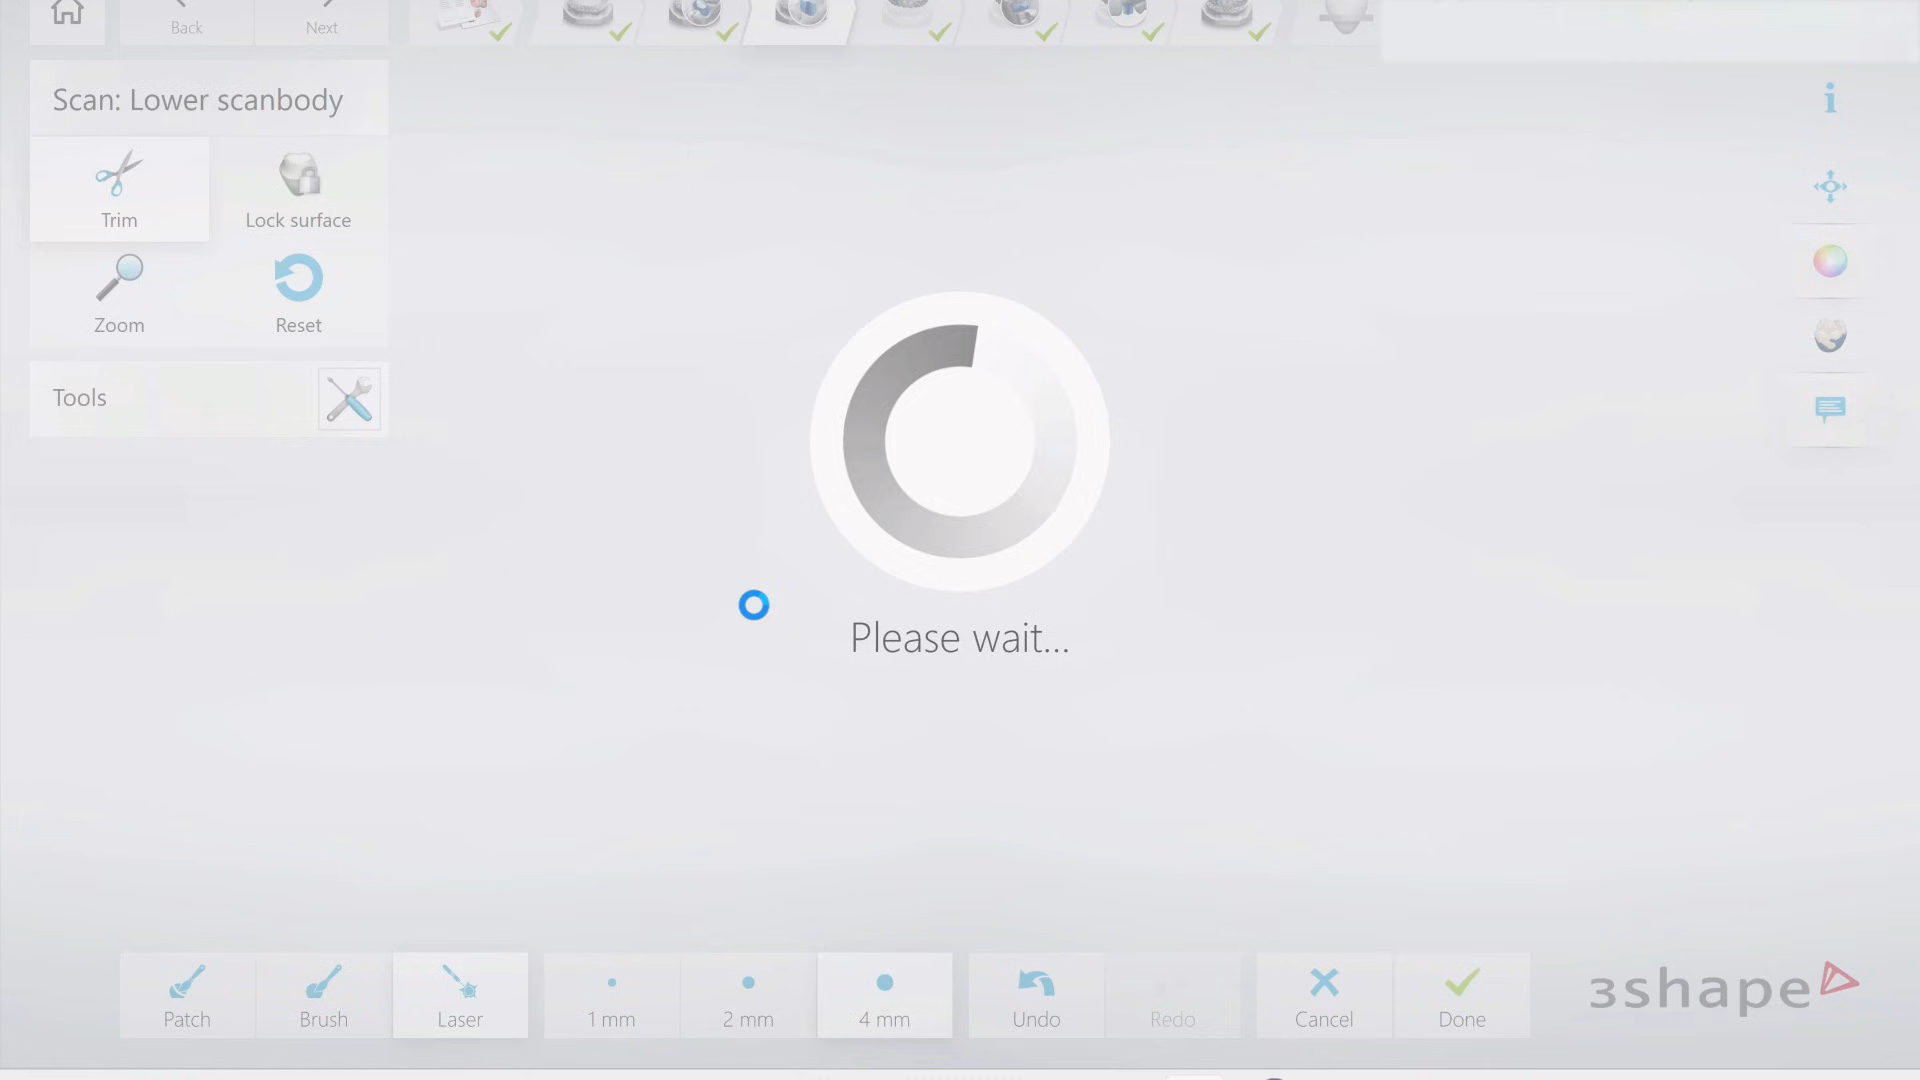 Back
Next
Scan: Lower scanbody
Trim
Lock surface
Zoom
Reset
Tools
Please wait...
Patch
Brush
Laser
1 mm
2 mm
4 mm
Undo
Redo
Cancel
Done
3shape